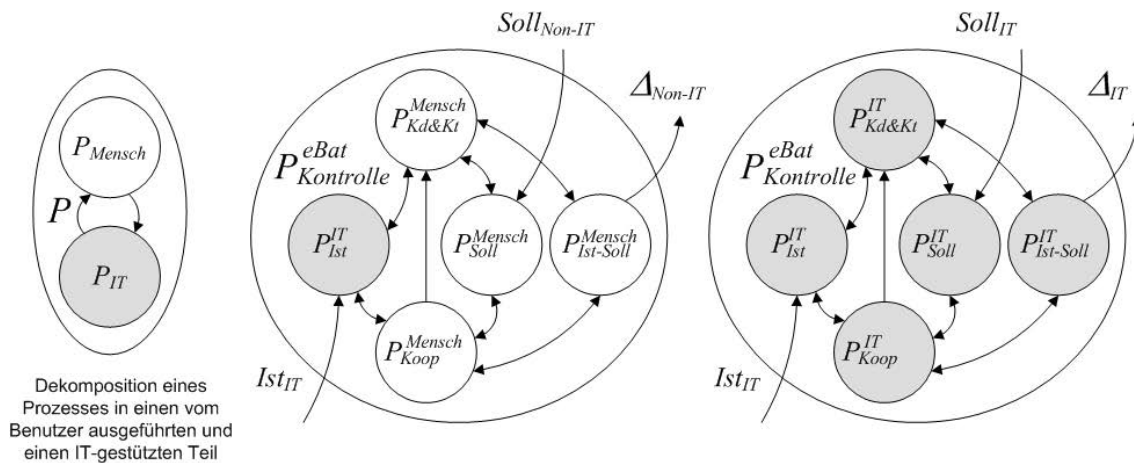 P_Mensch
P
P_IT
Dekomposition eines
Prozesses in einen vom
Benutzer ausgeführten und
einen IT-gestützten Teil
Soll_Non-IT
Δ_Non-IT
P^Mensch_Kd&Kt
P^eBat_Kontrolle
P^IT_Ist
P^Mensch_Soll
P^Mensch_Ist-Soll
P^Mensch_Koop
Ist_IT
Soll_IT
Δ_IT
P^IT_Kd&Kt
P^eBat_Kontrolle
P^IT_Ist
P^IT_Soll
P^IT_Ist-Soll
P^IT_Koop
Ist_IT